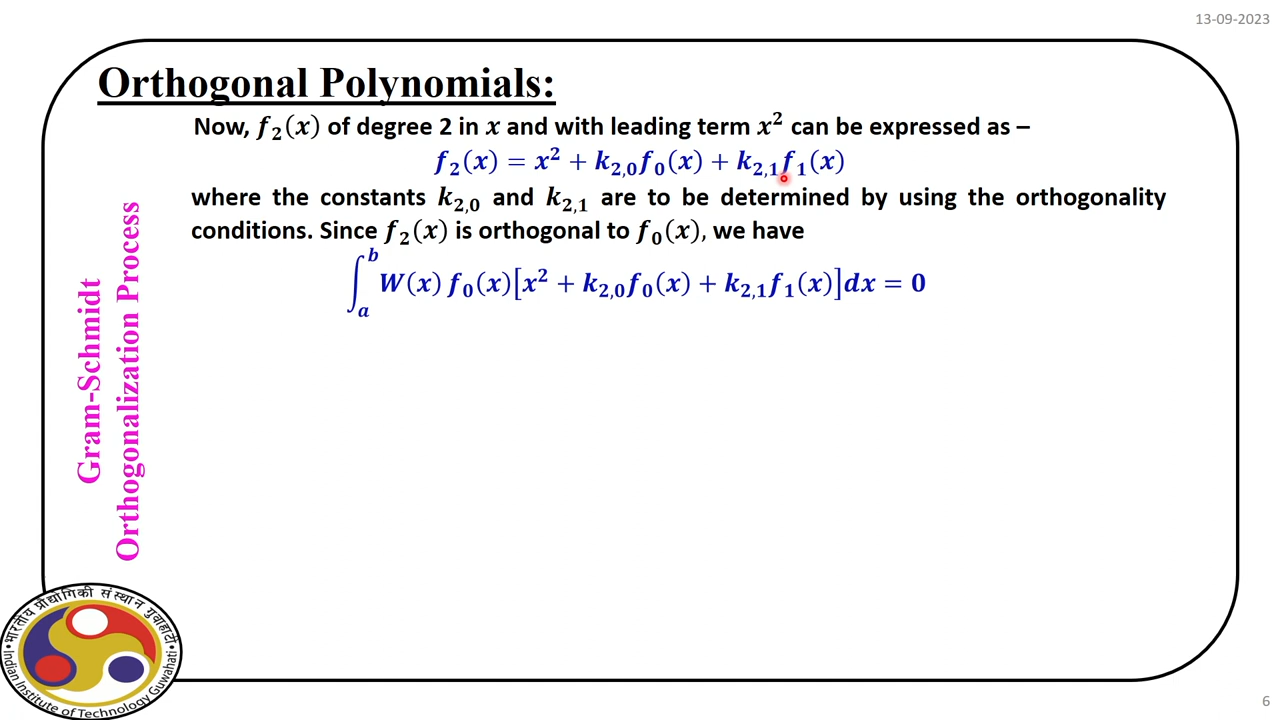 13-09-2023
Orthogonal Polynomials:
Now, f₂(x) of degree 2 in x and with leading term x² can be expressed as –
f₂(x) = x² + k₂,₀f₀(x) + k₂,₁f₁(x)
where the constants k₂,₀ and k₂,₁ are to be determined by using the orthogonality
conditions. Since f₂(x) is orthogonal to f₀(x), we have
∫ₐᵇ W(x) f₀(x)[x² + k₂,₀f₀(x) + k₂,₁f₁(x)]dx = 0
Gram-Schmidt
Orthogonalization Process
भारतीय प्रौद्योगिकी संस्थान गुवाहाटी
Indian Institute of Technology Guwahati
6